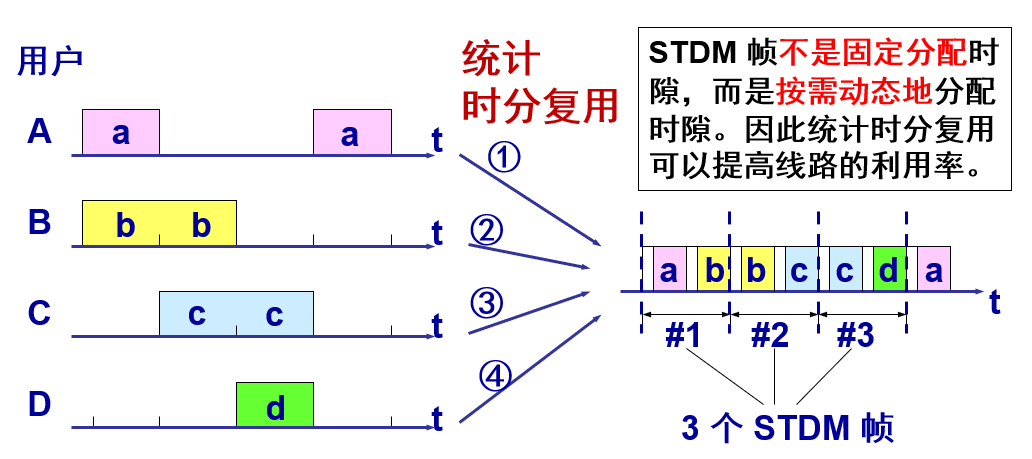 用户
统计
时分复用
STDM 帧不是固定分配时
隙，而是按需动态地分配
时隙。因此统计时分复用
可以提高线路的利用率。
A a a t
①
B b b t
②
C c c t
③
D d t
④
a b b c c d a t
#1 #2 #3
3 个 STDM 帧